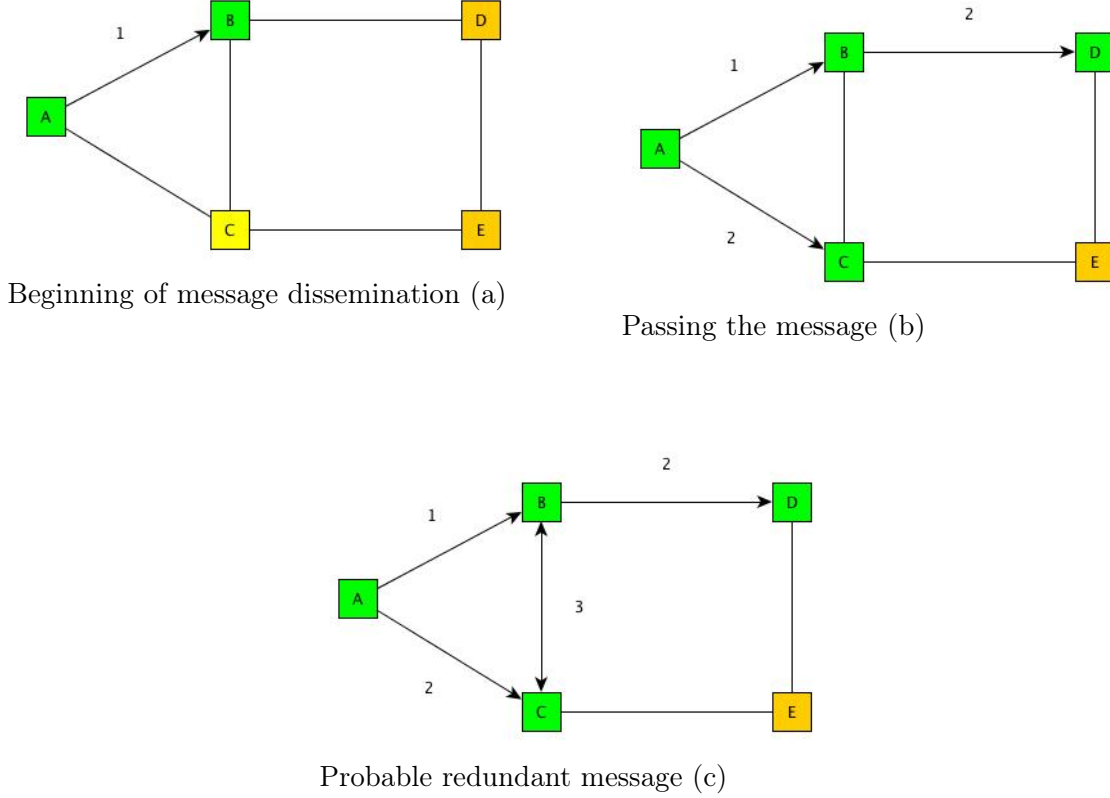 1
B
D
A
C
E
Beginning of message dissemination (a)
2
B
D
1
A
2
C
E
Passing the message (b)
2
B
D
1
A
3
2
C
E
Probable redundant message (c)